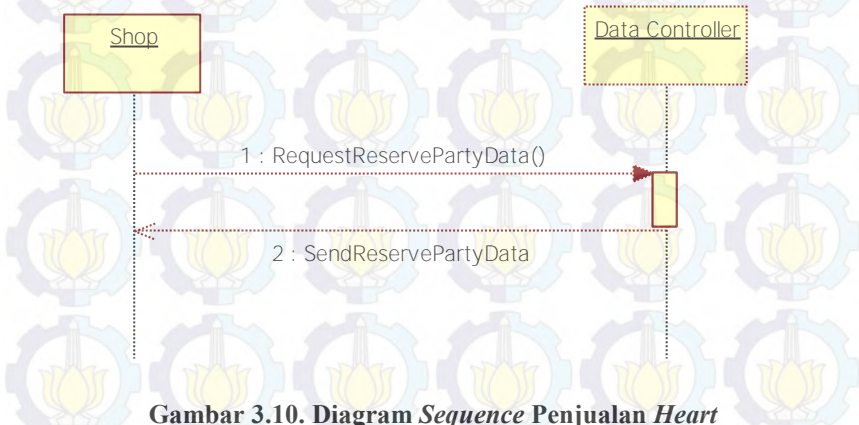 Shop
Data Controller
1 : RequestReservePartyData()
2 : SendReservePartyData
Gambar 3.10. Diagram Sequence Penjualan Heart